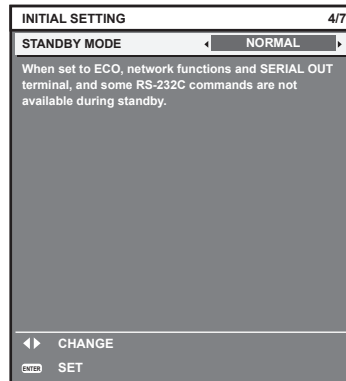 INITIAL SETTING 4/7
STANDBY MODE NORMAL
When set to ECO, network functions and SERIAL OUT
terminal, and some RS-232C commands are not
available during standby.
CHANGE
ENTER SET